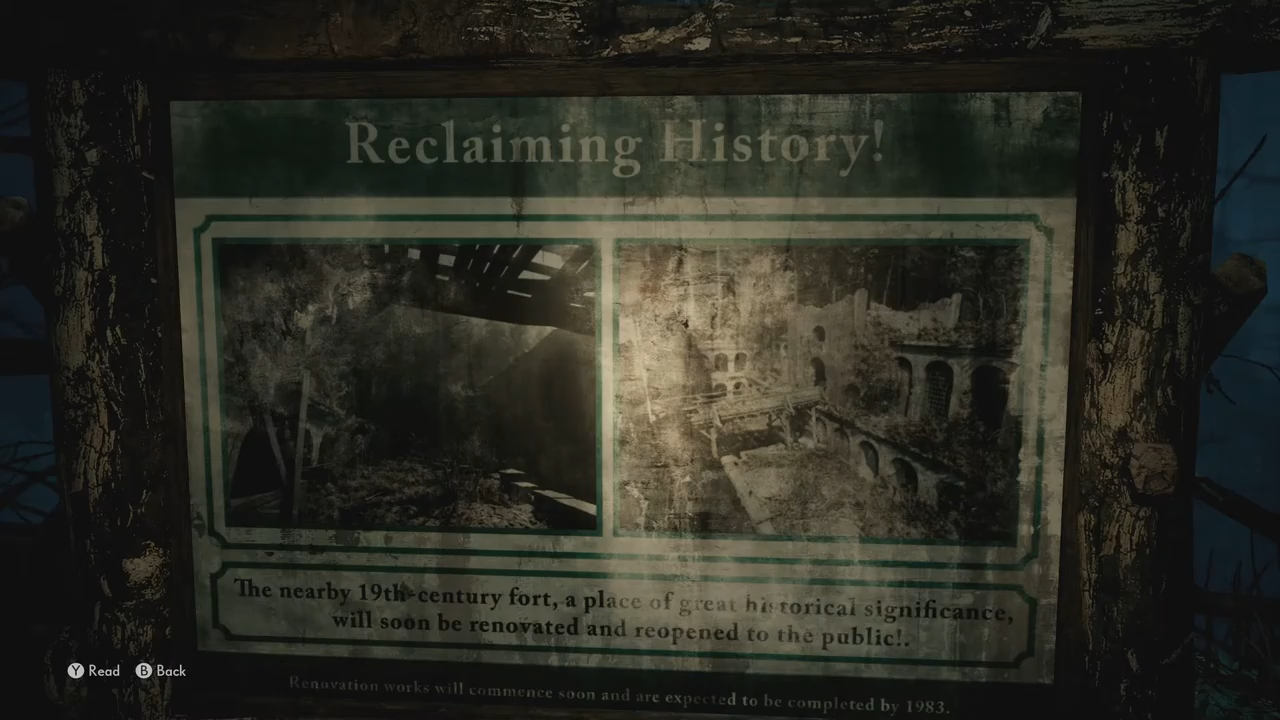 Reclaiming History!
The nearby 19th-century fort, a place of great historical significance,
will soon be renovated and reopened to the public!.
Renovation works will commence soon and are expected to be completed by 1983.
Y Read B Back